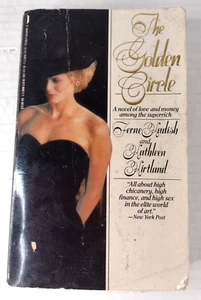 The
Golden
Circle
A novel of love and money
among the superrich
Ferne Kadish
and
Kathleen
Kirtland
"All about high
chicanery, high
finance, and high sex
in the elite world
of art."
—New York Post